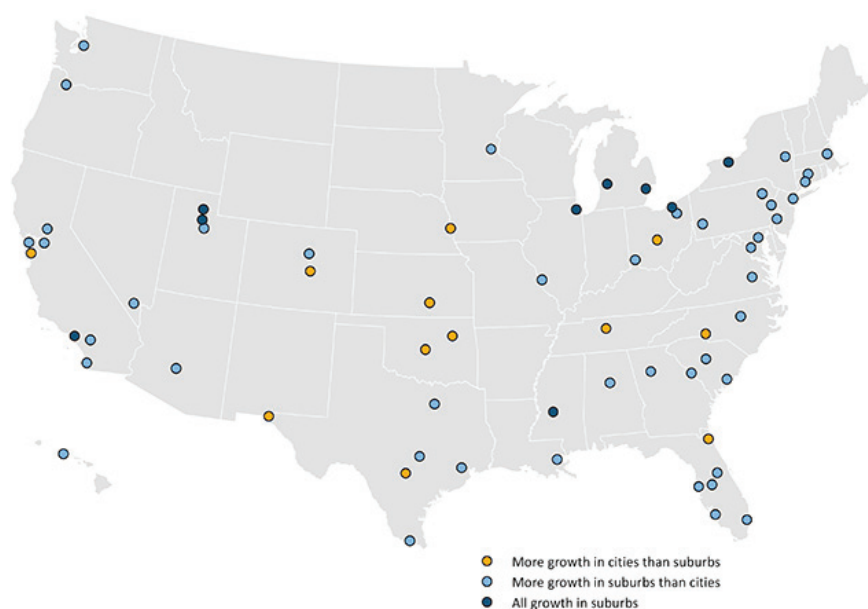 More growth in cities than suburbs
More growth in suburbs than cities
All growth in suburbs